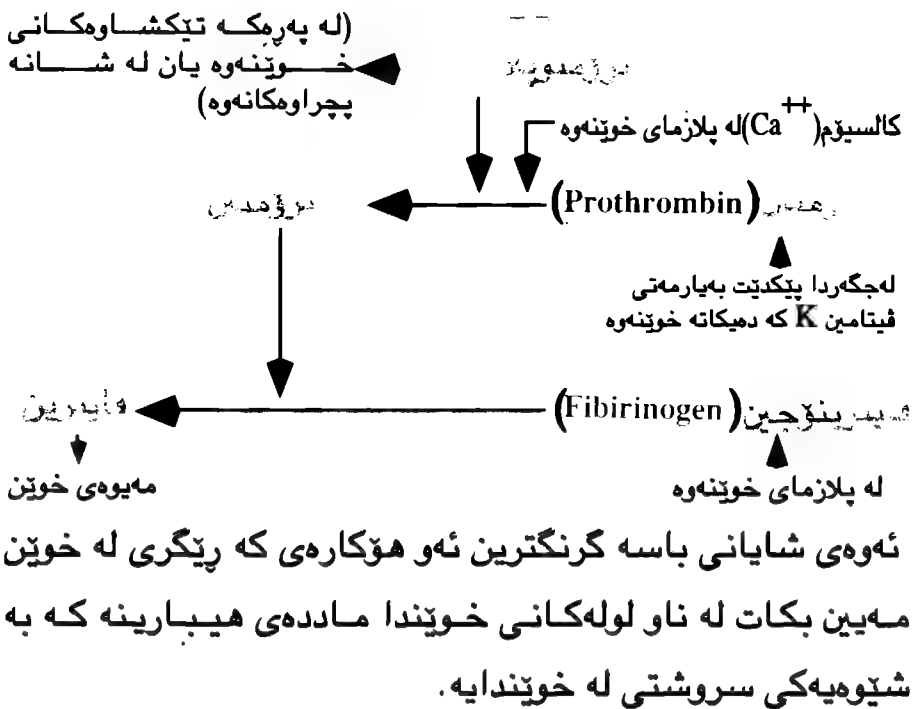 (لە پەڕەکە تێکشاوەکانی
خوێنەوە یان لە شانە
پچراوەکانەوە)
کالسیۆم(Ca++)لە پلازمای خوێنەوە
(Prothrombin)
لەجگەردا پێکدێت بەیارمەتی
ڤیتامین K کە دەیکاتە خوێنەوە
(Fibirinogen)
فایبرین
مەیوەی خوێن
لە پلازمای خوێنەوە
ئەوەی شایانی باسە گرنگترین ئەو هۆکارەی کە ڕێگری لە خوێن
مەیین بکات لە ناو لولەکانی خوێندا ماددەی هیبارینە کە بە
شێوەیەکی سروشتی لە خوێندایە.